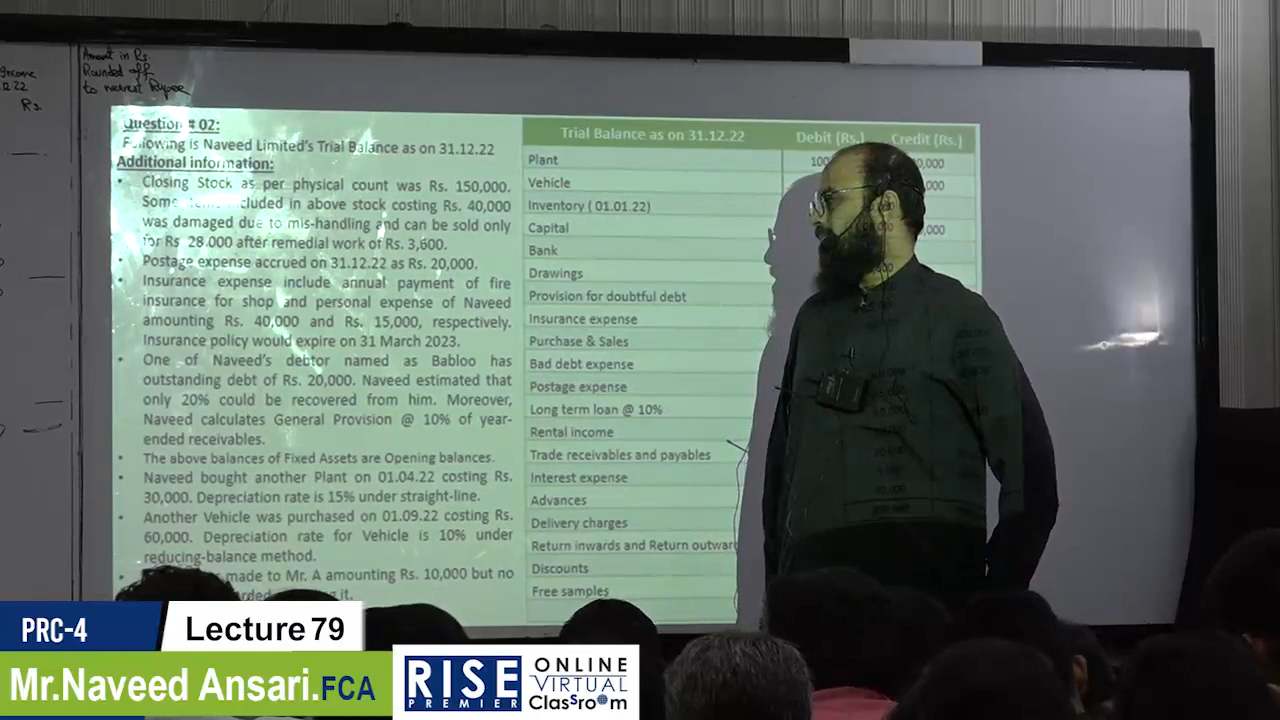 Income
12.22
Rs.
Amount in Rs.
Rounded off
to nearest Rupee
Question # 02:
Following is Naveed Limited's Trial Balance as on 31.12.22
Additional information:
• Closing Stock as per physical count was Rs. 150,000.
Some items included in above stock costing Rs. 40,000
was damaged due to mis-handling and can be sold only
for Rs. 28.000 after remedial work of Rs. 3,600.
• Postage expense accrued on 31.12.22 as Rs. 20,000.
• Insurance expense include annual payment of fire
insurance for shop and personal expense of Naveed
amounting Rs. 40,000 and Rs. 15,000, respectively.
Insurance policy would expire on 31 March 2023.
• One of Naveed's debtor named as Babloo has
outstanding debt of Rs. 20,000. Naveed estimated that
only 20% could be recovered from him. Moreover,
Naveed calculates General Provision @ 10% of year-
ended receivables.
• The above balances of Fixed Assets are Opening balances.
• Naveed bought another Plant on 01.04.22 costing Rs.
30,000. Depreciation rate is 15% under straight-line.
• Another Vehicle was purchased on 01.09.22 costing Rs.
60,000. Depreciation rate for Vehicle is 10% under
reducing-balance method.
made to Mr. A amounting Rs. 10,000 but no
it.
Trial Balance as on 31.12.22 Debit (Rs.) Credit (Rs.)
Plant
Vehicle
Inventory ( 01.01.22)
Capital
Bank
Drawings
Provision for doubtful debt
Insurance expense
Purchase & Sales
Bad debt expense
Postage expense
Long term loan @ 10%
Rental income
Trade receivables and payables
Interest expense
Advances
Delivery charges
Return inwards and Return outwar
Discounts
Free samples
PRC-4
Lecture 79
Mr.Naveed Ansari.FCA
RISE
PREMIER
ONLINE
VIRTUAL
ClasSroom